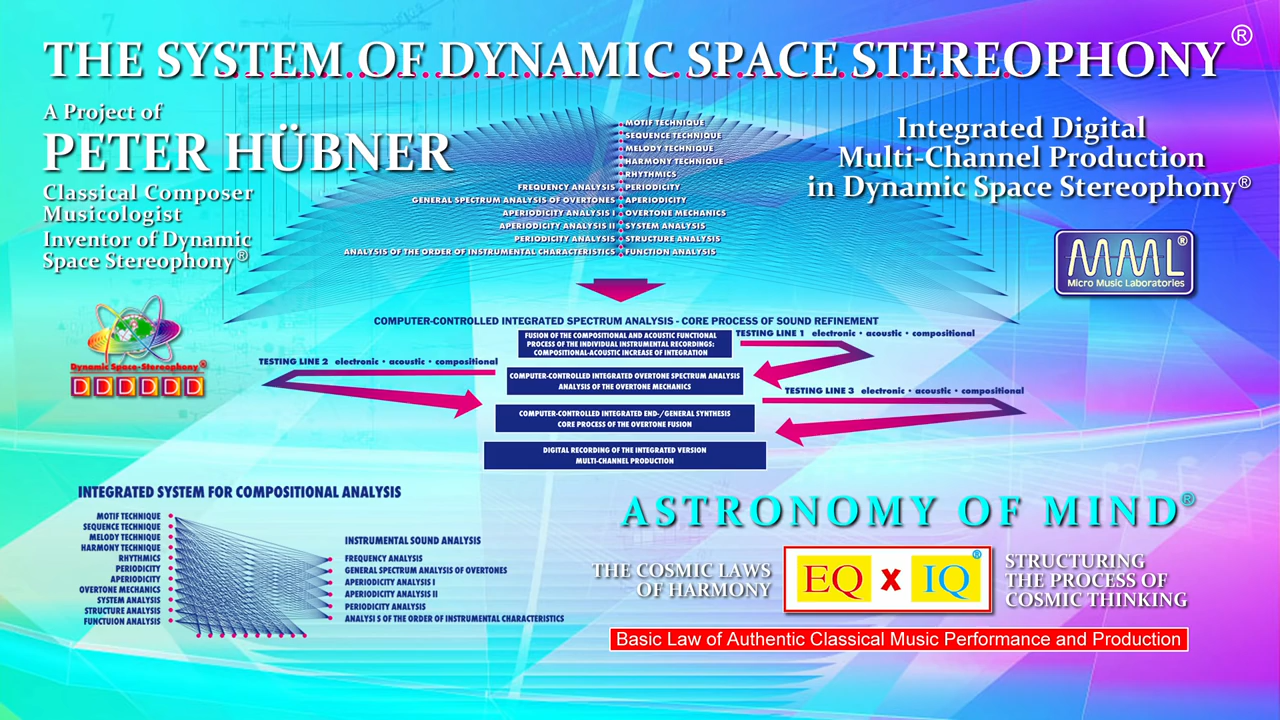 THE SYSTEM OF DYNAMIC SPACE STEREOPHONY®
A Project of
PETER HÜBNER
Classical Composer
Musicologist
Inventor of Dynamic
Space Stereophony®
Integrated Digital
Multi-Channel Production
in Dynamic Space Stereophony®
MML®
Micro Music Laboratories
MOTIF TECHNIQUE
SEQUENCE TECHNIQUE
MELODY TECHNIQUE
HARMONY TECHNIQUE
RHYTHMICS
FREQUENCY ANALYSIS PERIODICITY
GENERAL SPECTRUM ANALYSIS OF OVERTONES APERIODICITY
APERIODICITY ANALYSIS I OVERTONE MECHANICS
APERIODICITY ANALYSIS II SYSTEM ANALYSIS
PERIODICITY ANALYSIS STRUCTURE ANALYSIS
ANALYSIS OF THE ORDER OF INSTRUMENTAL CHARACTERISTICS FUNCTION ANALYSIS
Dynamic Space-Stereophony®
DDDDDD
COMPUTER-CONTROLLED INTEGRATED SPECTRUM ANALYSIS - CORE PROCESS OF SOUND REFINEMENT
FUSION OF THE COMPOSITIONAL AND ACOUSTIC FUNCTIONAL
PROCESS OF THE INDIVIDUAL INSTRUMENTAL RECORDINGS:
COMPOSITIONAL-ACOUSTIC INCREASE OF INTEGRATION
TESTING LINE 1 electronic • acoustic • compositional
TESTING LINE 2 electronic • acoustic • compositional
COMPUTER-CONTROLLED INTEGRATED OVERTONE SPECTRUM ANALYSIS
ANALYSIS OF THE OVERTONE MECHANICS
TESTING LINE 3 electronic • acoustic • compositional
COMPUTER-CONTROLLED INTEGRATED END-/GENERAL SYNTHESIS
CORE PROCESS OF THE OVERTONE FUSION
DIGITAL RECORDING OF THE INTEGRATED VERSION
MULTI-CHANNEL PRODUCTION
INTEGRATED SYSTEM FOR COMPOSITIONAL ANALYSIS
MOTIF TECHNIQUE
SEQUENCE TECHNIQUE
MELODY TECHNIQUE
HARMONY TECHNIQUE
RHYTHMICS
PERIODICITY
APERIODICITY
OVERTONE MECHANICS
SYSTEM ANALYSIS
STRUCTURE ANALYSIS
FUNCTUION ANALYSIS
INSTRUMENTAL SOUND ANALYSIS
FREQUENCY ANALYSIS
GENERAL SPECTRUM ANALYSIS OF OVERTONES
APERIODICITY ANALYSIS I
APERIODICITY ANALYSIS II
PERIODICITY ANALYSIS
ANALYSI S OF THE ORDER OF INSTRUMENTAL CHARACTERISTICS
ASTRONOMY OF MIND®
THE COSMIC LAWS
OF HARMONY
EQ x IQ®
STRUCTURING
THE PROCESS OF
COSMIC THINKING
Basic Law of Authentic Classical Music Performance and Production